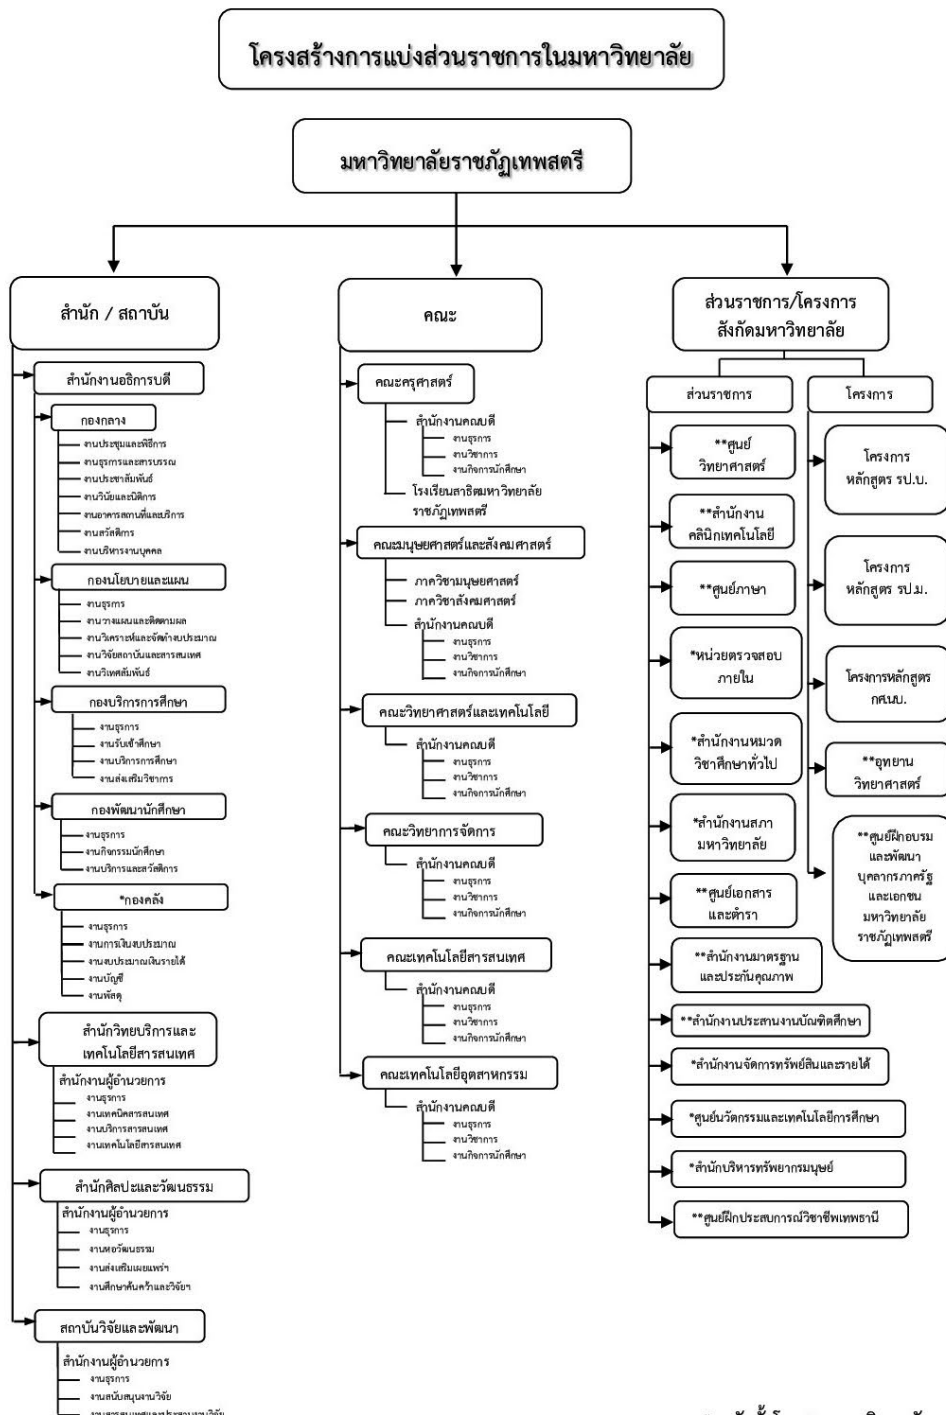 โครงสร้างการแบ่งส่วนราชการในมหาวิทยาลัย
มหาวิทยาลัยราชภัฏเทพสตรี
สำนัก / สถาบัน
สำนักงานอธิการบดี
กองกลาง
งานประชุมและพิธีการ
งานธุรการและสารบรรณ
งานประชาสัมพันธ์
งานวินัยและนิติการ
งานอาคารสถานที่และบริการ
งานสวัสดิการ
งานบริหารงานบุคคล
กองนโยบายและแผน
งานธุรการ
งานวางแผนและติดตามผล
งานวิเคราะห์และจัดทำงบประมาณ
งานวิจัยสถาบันและสารสนเทศ
งานวิเทศสัมพันธ์
กองบริการการศึกษา
งานธุรการ
งานรับเข้าศึกษา
งานบริการการศึกษา
งานส่งเสริมวิชาการ
กองพัฒนานักศึกษา
งานธุรการ
งานกิจกรรมนักศึกษา
งานบริการและสวัสดิการ
*กองคลัง
งานธุรการ
งานการเงินงบประมาณ
งานงบประมาณเงินรายได้
งานบัญชี
งานพัสดุ
สำนักวิทยบริการและ
เทคโนโลยีสารสนเทศ
สำนักงานผู้อำนวยการ
งานธุรการ
งานเทคนิคสารสนเทศ
งานบริการสารสนเทศ
งานเทคโนโลยีสารสนเทศ
สำนักศิลปะและวัฒนธรรม
สำนักงานผู้อำนวยการ
งานธุรการ
งานหอวัฒนธรรม
งานส่งเสริมเผยแพร่ฯ
งานศึกษาค้นคว้าและวิจัยฯ
สถาบันวิจัยและพัฒนา
สำนักงานผู้อำนวยการ
งานธุรการ
งานสนับสนุนงานวิจัย
งานสารสนเทศและประสานงานวิจัย
คณะ
คณะครุศาสตร์
สำนักงานคณบดี
งานธุรการ
งานวิชาการ
งานกิจการนักศึกษา
โรงเรียนสาธิตมหาวิทยาลัย
ราชภัฏเทพสตรี
คณะมนุษยศาสตร์และสังคมศาสตร์
ภาควิชามนุษยศาสตร์
ภาควิชาสังคมศาสตร์
สำนักงานคณบดี
งานธุรการ
งานวิชาการ
งานกิจการนักศึกษา
คณะวิทยาศาสตร์และเทคโนโลยี
สำนักงานคณบดี
งานธุรการ
งานวิชาการ
งานกิจการนักศึกษา
คณะวิทยาการจัดการ
สำนักงานคณบดี
งานธุรการ
งานวิชาการ
งานกิจการนักศึกษา
คณะเทคโนโลยีสารสนเทศ
สำนักงานคณบดี
งานธุรการ
งานวิชาการ
งานกิจการนักศึกษา
คณะเทคโนโลยีอุตสาหกรรม
สำนักงานคณบดี
งานธุรการ
งานวิชาการ
งานกิจการนักศึกษา
ส่วนราชการ/โครงการ
สังกัดมหาวิทยาลัย
ส่วนราชการ
**ศูนย์
วิทยาศาสตร์
**สำนักงาน
คลินิกเทคโนโลยี
**ศูนย์ภาษา
*หน่วยตรวจสอบ
ภายใน
*สำนักงานหมวด
วิชาศึกษาทั่วไป
*สำนักงานสภา
มหาวิทยาลัย
**ศูนย์เอกสาร
และตำรา
**สำนักงานมาตรฐาน
และประกันคุณภาพ
**สำนักงานประสานงานบัณฑิตศึกษา
*สำนักงานจัดการทรัพย์สินและรายได้
*ศูนย์นวัตกรรมและเทคโนโลยีการศึกษา
*สำนักบริหารทรัพยากรมนุษย์
**ศูนย์ฝึกประสบการณ์วิชาชีพเทพธานี
โครงการ
โครงการ
หลักสูตร รป.บ.
โครงการ
หลักสูตร รป.ม.
โครงการหลักสูตร
กศ.บป.
**อุทยาน
วิทยาศาสตร์
**ศูนย์ฝึกอบรม
และพัฒนา
บุคลากรภาครัฐ
และเอกชน
มหาวิทยาลัย
ราชภัฏเทพสตรี